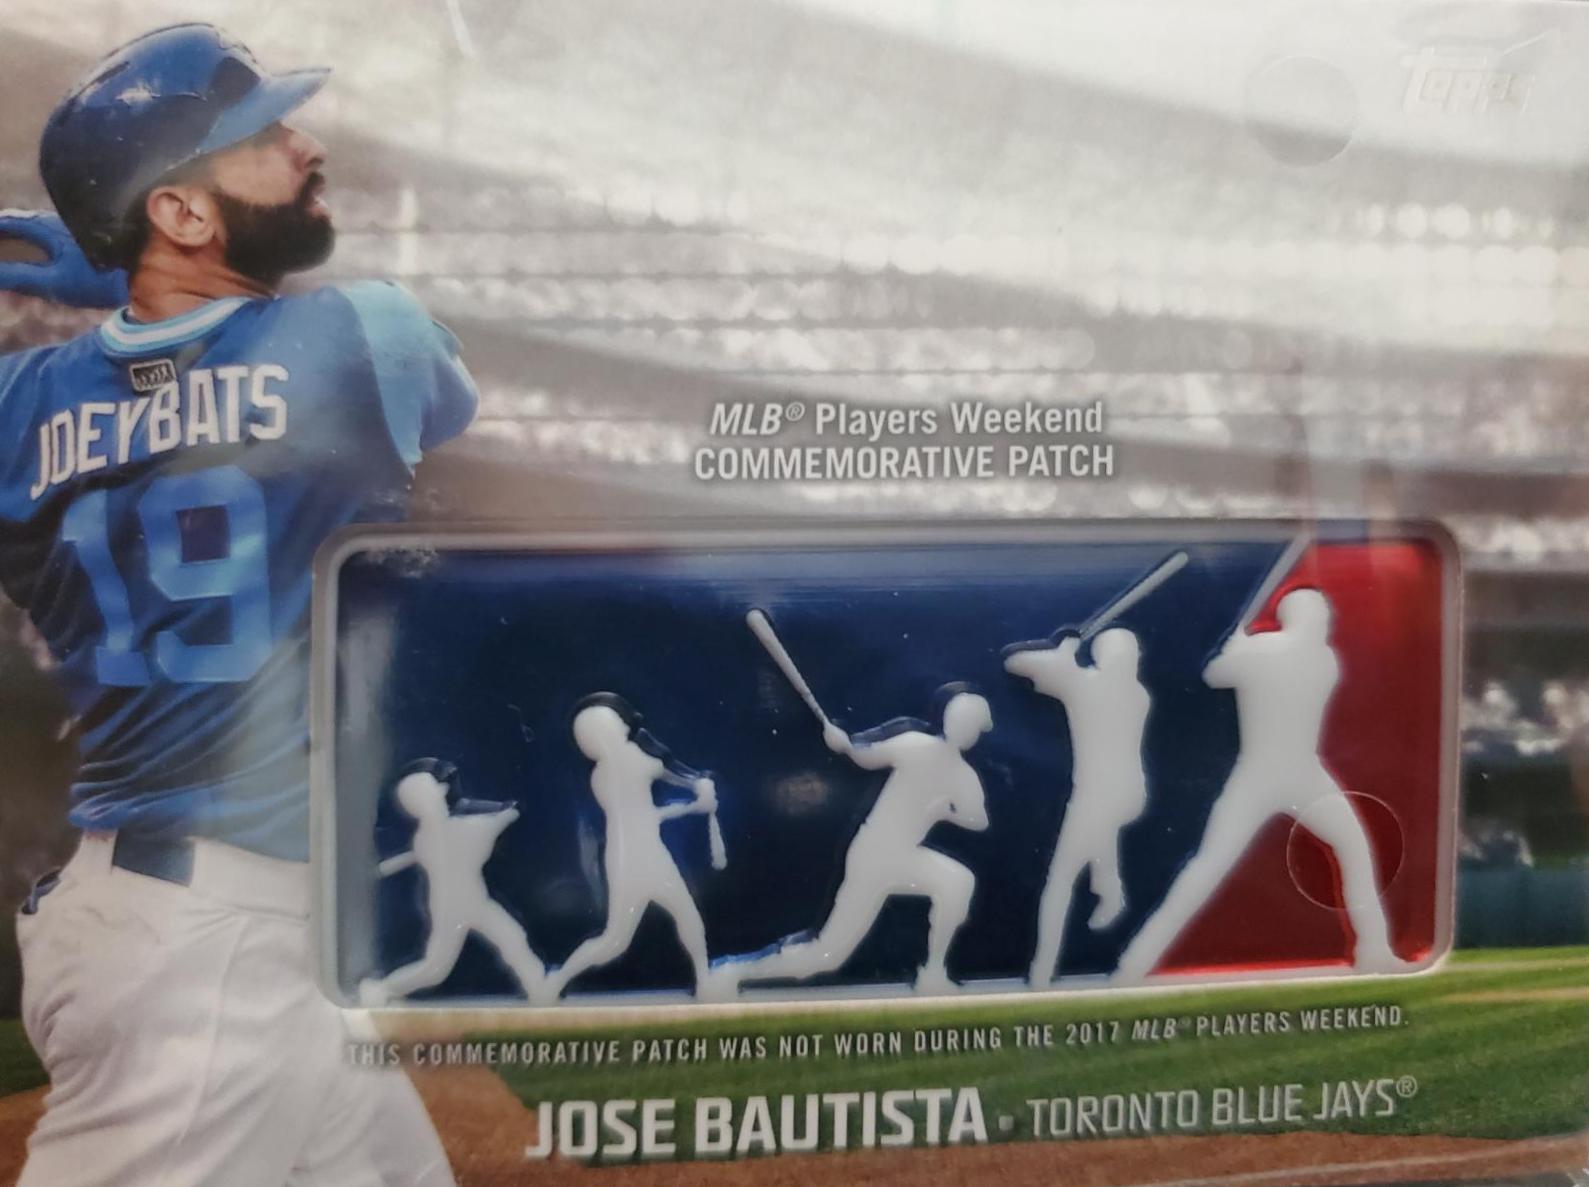 Topps
JOEYBATS
19
MLB® Players Weekend
COMMEMORATIVE PATCH
THIS COMMEMORATIVE PATCH WAS NOT WORN DURING THE 2017 MLB® PLAYERS WEEKEND.
JOSE BAUTISTA • TORONTO BLUE JAYS®